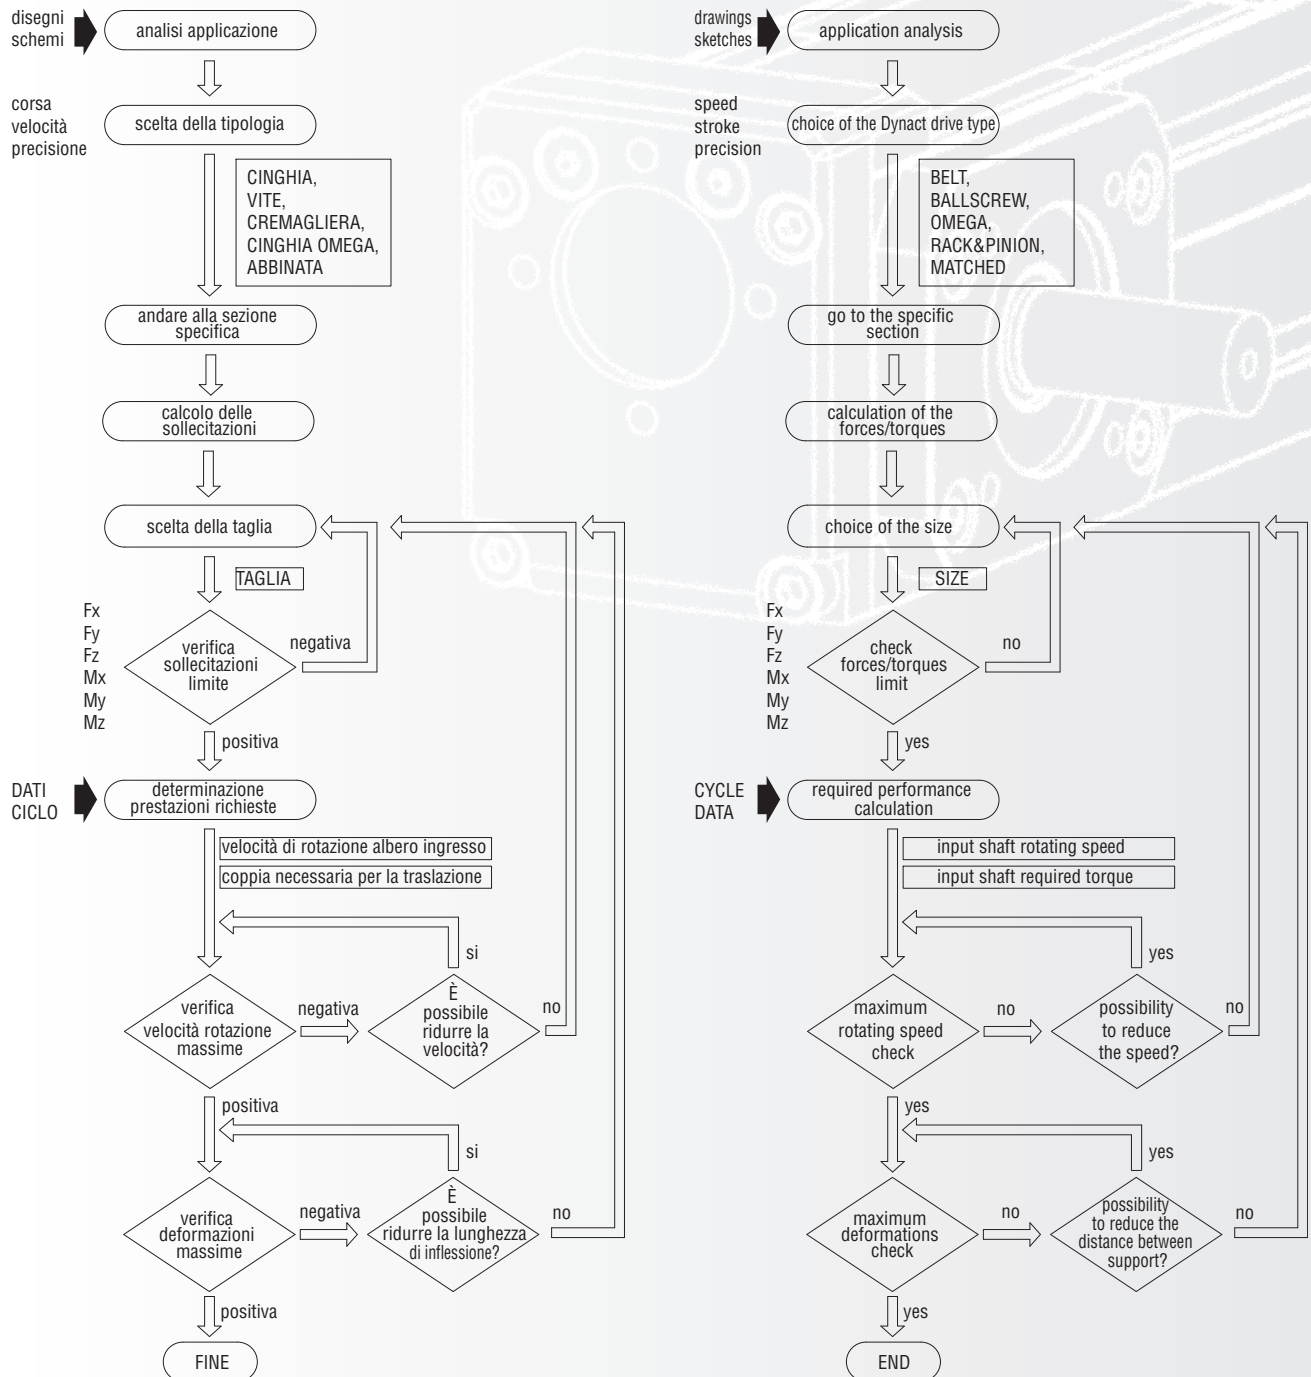 disegni
schemi
analisi applicazione
corsa
velocità
precisione
scelta della tipologia
CINGHIA,
VITE,
CREMAGLIERA,
CINGHIA OMEGA,
ABBINATA
andare alla sezione
specifica
calcolo delle
sollecitazioni
scelta della taglia
TAGLIA
Fx
Fy
Fz
Mx
My
Mz
verifica
sollecitazioni
limite
negativa
positiva
DATI
CICLO
determinazione
prestazioni richieste
velocità di rotazione albero ingresso
coppia necessaria per la traslazione
si
verifica
velocità rotazione
massime
negativa
È
possibile
ridurre la
velocità?
no
positiva
si
verifica
deformazioni
massime
negativa
È
possibile
ridurre la lunghezza
di inflessione?
no
positiva
FINE
drawings
sketches
application analysis
speed
stroke
precision
choice of the Dynact drive type
BELT,
BALLSCREW,
OMEGA,
RACK&PINION,
MATCHED
go to the specific
section
calculation of the
forces/torques
choice of the size
SIZE
Fx
Fy
Fz
Mx
My
Mz
check
forces/torques
limit
no
yes
CYCLE
DATA
required performance
calculation
input shaft rotating speed
input shaft required torque
yes
maximum
rotating speed
check
no
possibility
to reduce
the speed?
no
yes
yes
maximum
deformations
check
no
possibility
to reduce the
distance between
support?
no
yes
END